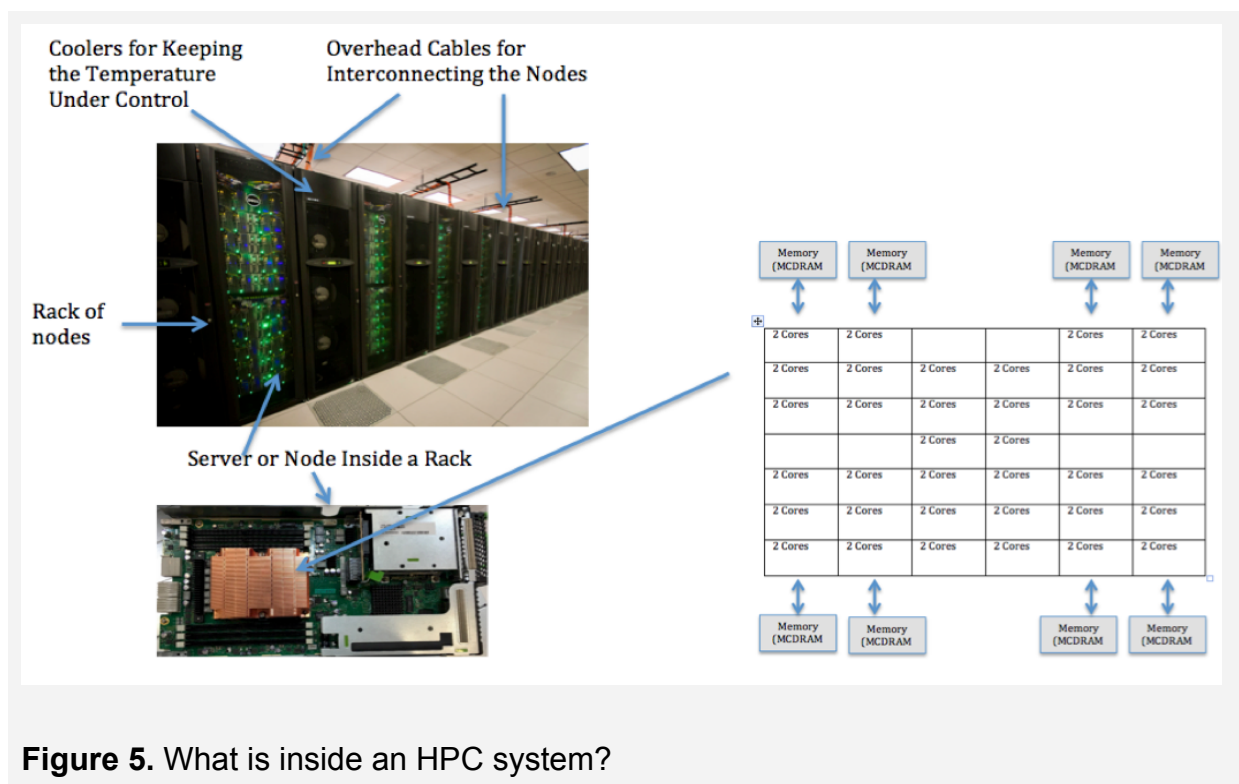 Coolers for Keeping
the Temperature
Under Control
Overhead Cables for
Interconnecting the Nodes
Rack of
nodes
Server or Node Inside a Rack
Memory
(MCDRAM
Memory
(MCDRAM
Memory
(MCDRAM
Memory
(MCDRAM
2 Cores 2 Cores 2 Cores 2 Cores
2 Cores 2 Cores 2 Cores 2 Cores 2 Cores 2 Cores
2 Cores 2 Cores 2 Cores 2 Cores 2 Cores 2 Cores
2 Cores 2 Cores
2 Cores 2 Cores 2 Cores 2 Cores 2 Cores 2 Cores
2 Cores 2 Cores 2 Cores 2 Cores 2 Cores 2 Cores
2 Cores 2 Cores 2 Cores 2 Cores 2 Cores 2 Cores
Memory
(MCDRAM
Memory
(MCDRAM
Memory
(MCDRAM
Memory
(MCDRAM
Figure 5. What is inside an HPC system?